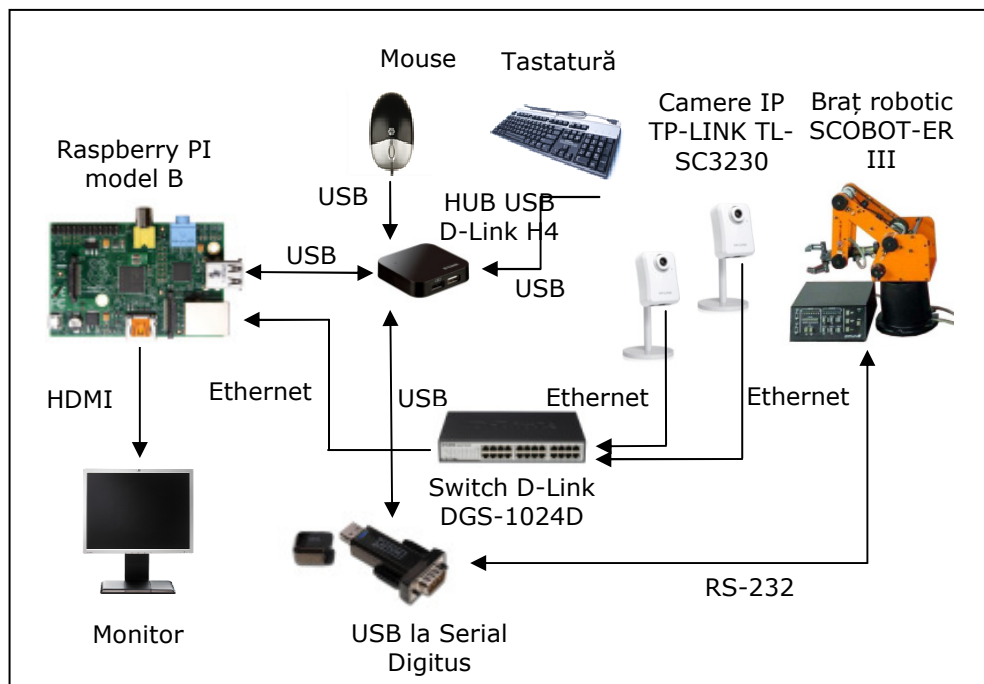 Mouse
Tastatură
Camere IP
TP-LINK TL-
SC3230
Braț robotic
SCOBOT-ER
III
Raspberry PI
model B
USB
HUB USB
D-Link H4
USB
USB
Ethernet
HDMI
USB
Ethernet
Ethernet
Switch D-Link
DGS-1024D
RS-232
Monitor
USB la Serial
Digitus